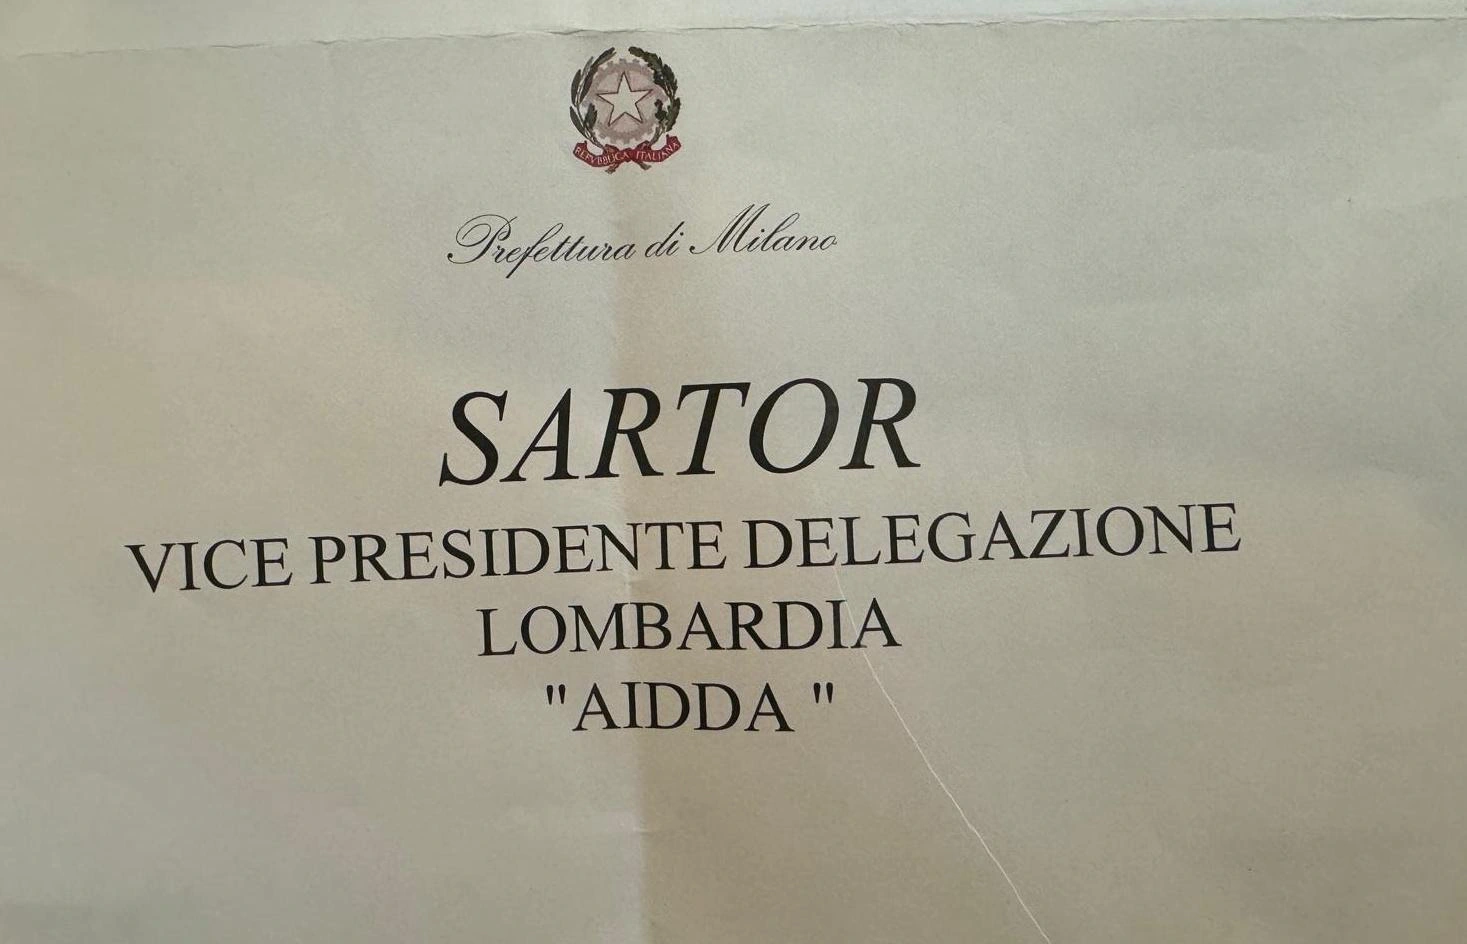 REPVBBLICA ITALIANA
Prefettura di Milano
SARTOR
VICE PRESIDENTE DELEGAZIONE
LOMBARDIA
"AIDDA "